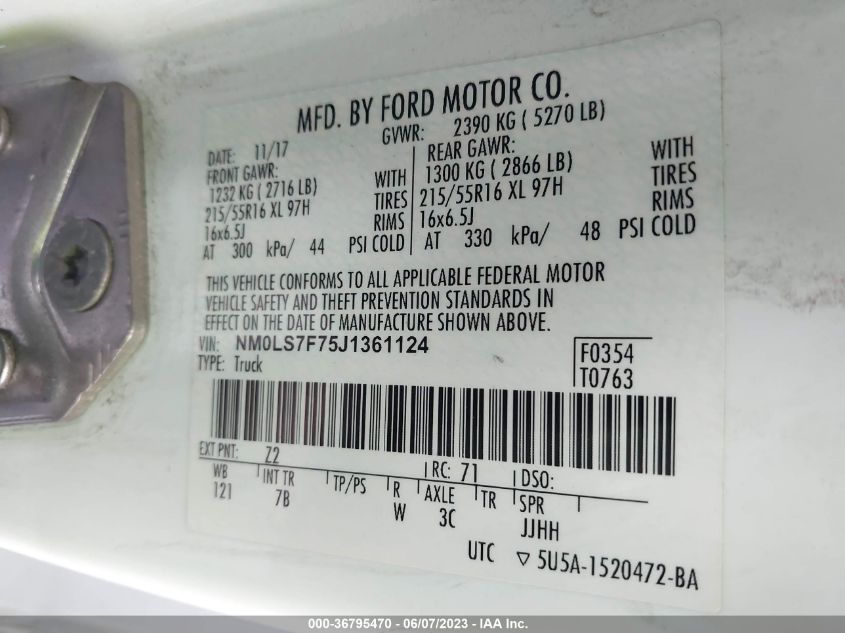 MFD. BY FORD MOTOR CO.
DATE: 11/17 GVWR: 2390 KG ( 5270 LB)
FRONT GAWR: REAR GAWR:
1232 KG ( 2716 LB) WITH 1300 KG ( 2866 LB) WITH
215/55R16 XL 97H TIRES 215/55R16 XL 97H TIRES
16x6.5J RIMS 16x6.5J RIMS
AT 300 kPa/ 44 PSI COLD AT 330 kPa/ 48 PSI COLD
THIS VEHICLE CONFORMS TO ALL APPLICABLE FEDERAL MOTOR
VEHICLE SAFETY AND THEFT PREVENTION STANDARDS IN
EFFECT ON THE DATE OF MANUFACTURE SHOWN ABOVE.
VIN: NM0LS7F75J1361124 F0354
TYPE: Truck T0763
EXT PNT: Z2 RC: 71 DSO:
WB INT TR TP/PS R AXLE TR SPR
121 7B W 3C JJHH
UTC ▽ 5U5A-1520472-BA
000-36795470 — 06/07/2023 — IAA Inc.